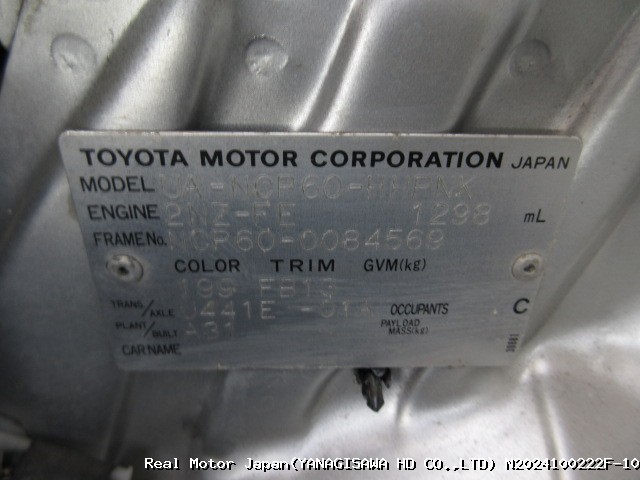 TOYOTA MOTOR CORPORATION JAPAN
MODEL UA-NCP60-AHPNK
ENGINE 2NZ-FE 1298 mL
FRAME No. NCP60-0084569
COLOR TRIM GVM(kg)
199 FB13
TRANS/AXLE U441E -01A OCCUPANTS C
PLANT/BUILT A31 PAYLOAD MASS(kg)
CAR NAME
Real Motor Japan(YANAGISAWA HD CO.,LTD) N2024100222F-10